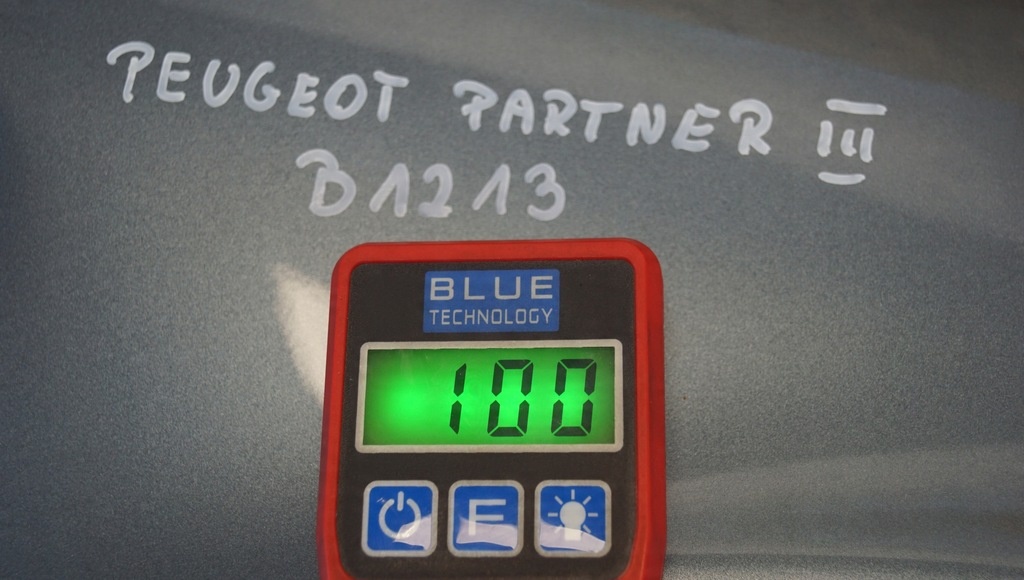 PEUGEOT PARTNER III
B1213
BLUE
TECHNOLOGY
100
F